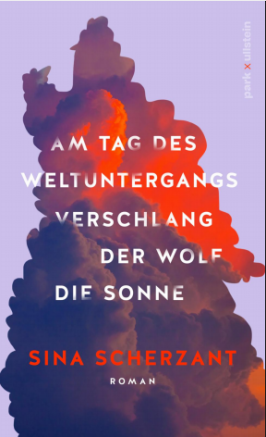 park x ullstein
AM TAG DES
WELTUNTERGANGS
VERSCHLANG
DER WOLF
DIE SONNE
SINA SCHERZANT
ROMAN